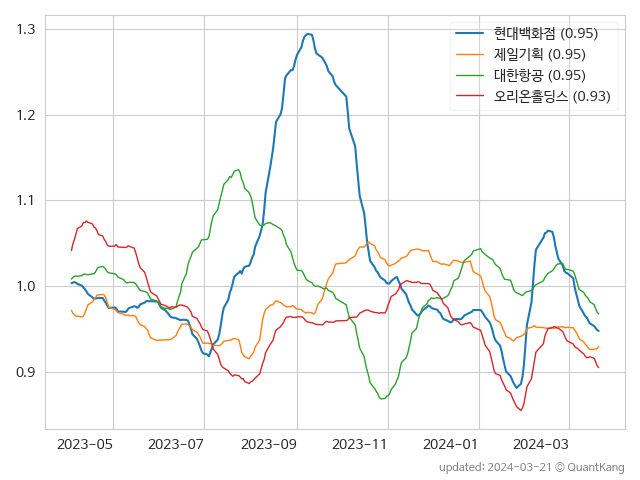 1.3
1.2
1.1
1.0
0.9
현대백화점 (0.95)
제일기획 (0.95)
대한항공 (0.95)
오리온홀딩스 (0.93)
2023-05 2023-07 2023-09 2023-11 2024-01 2024-03
updated: 2024-03-21 © QuantKang